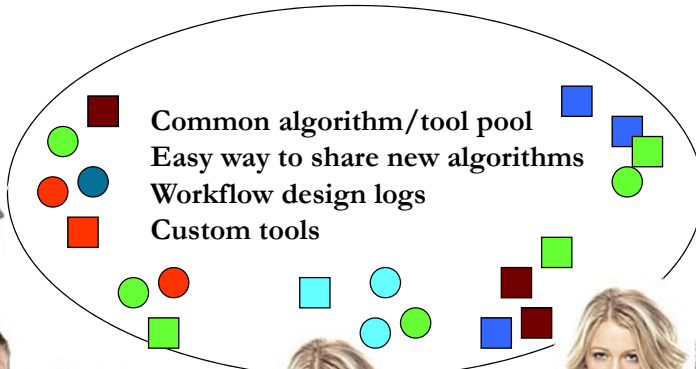 Common algorithm/tool pool
Easy way to share new algorithms
Workflow design logs
Custom tools